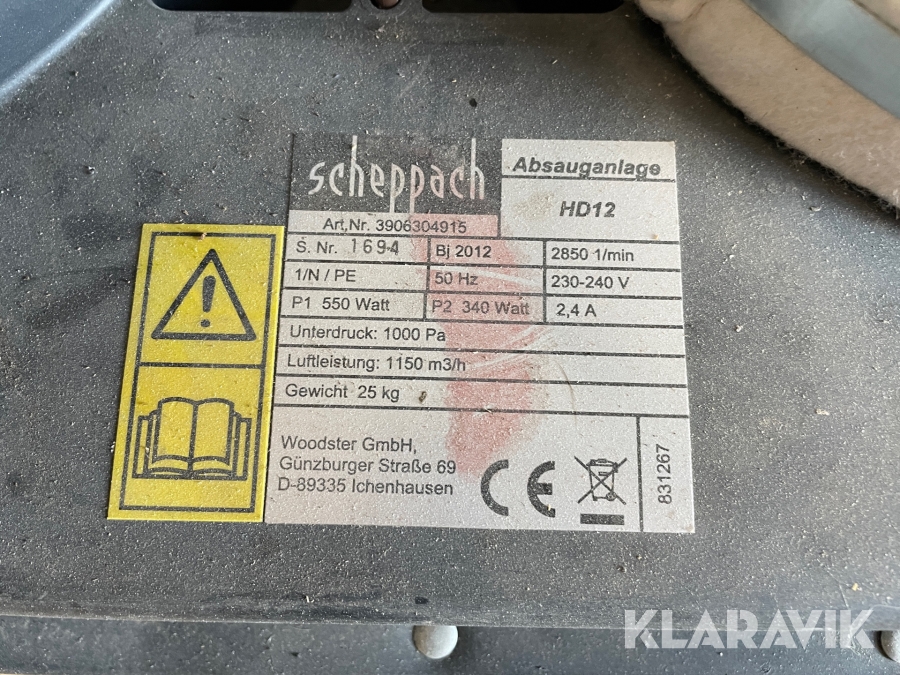 scheppach
Absauganlage
HD12
Art,Nr. 3906304915
S. Nr. 1694 Bj 2012 2850 1/min
1/N / PE 50 Hz 230-240 V
P1 550 Watt P2 340 Watt 2,4 A
Unterdruck: 1000 Pa
Luftleistung: 1150 m3/h
Gewicht 25 kg
Woodster GmbH,
Günzburger Straße 69
D-89335 Ichenhausen
CE
831267
KLARAVIK